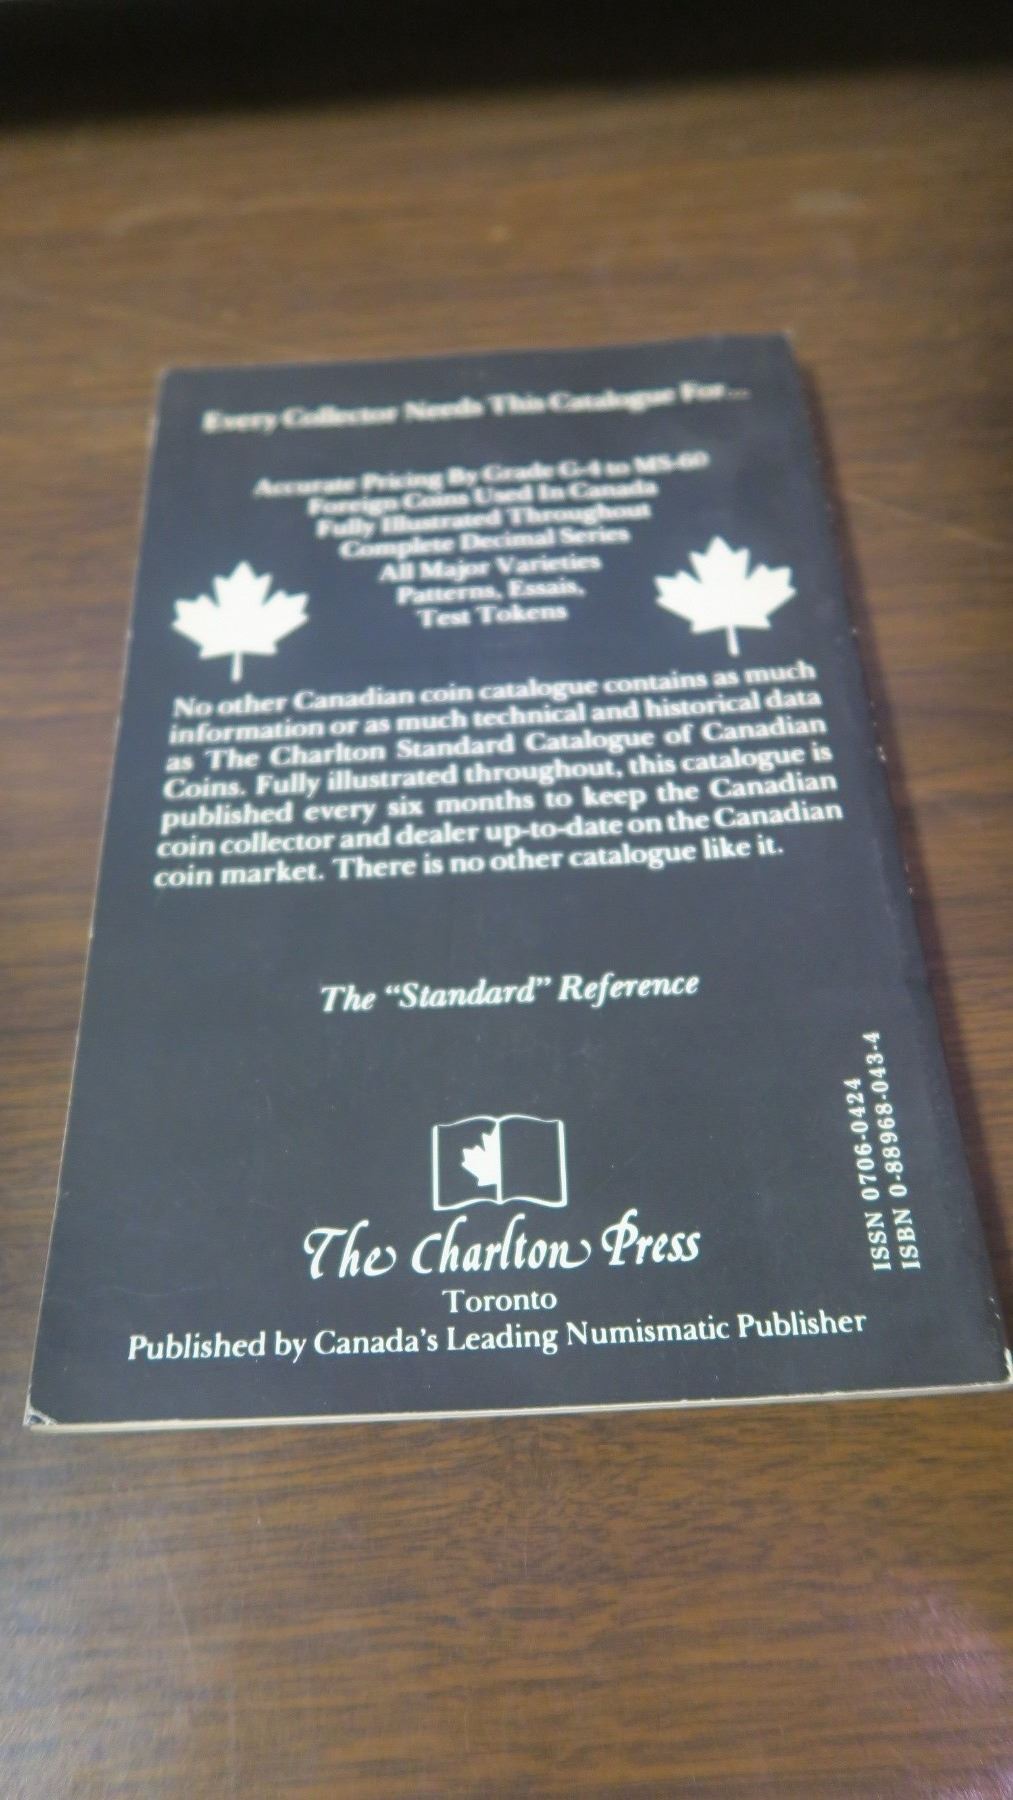 Every Collector Needs This Catalogue For...
Accurate Pricing By Grade G-4 to MS-60
Foreign Coins Used In Canada
Fully Illustrated Throughout
Complete Decimal Series
All Major Varieties
Patterns, Essais,
Test Tokens
No other Canadian coin catalogue contains as much
information or as much technical and historical data
as The Charlton Standard Catalogue of Canadian
Coins. Fully illustrated throughout, this catalogue is
published every six months to keep the Canadian
coin collector and dealer up-to-date on the Canadian
coin market. There is no other catalogue like it.
The “Standard” Reference
The Charlton Press
Toronto
Published by Canada’s Leading Numismatic Publisher
ISSN 0706-0424
ISBN 0-88968-043-4